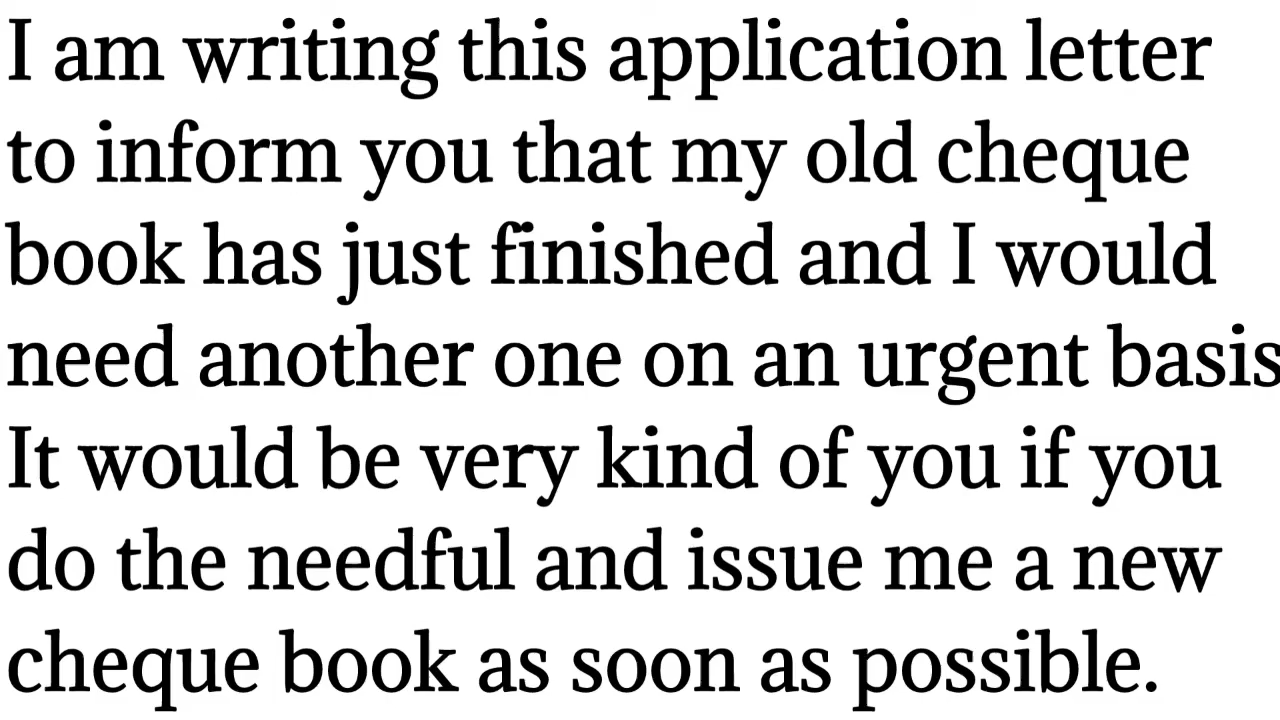 I am writing this application letter
to inform you that my old cheque
book has just finished and I would
need another one on an urgent basis
It would be very kind of you if you
do the needful and issue me a new
cheque book as soon as possible.